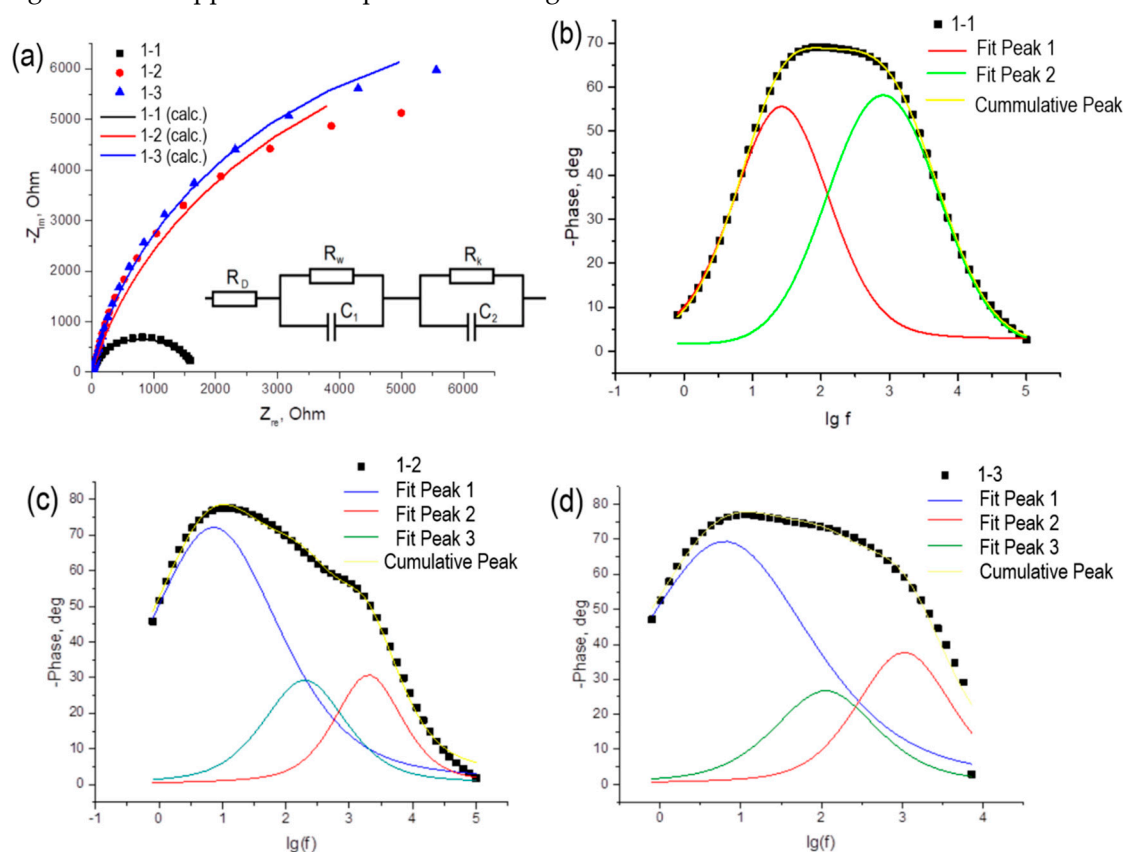 (a)
1-1
1-2
1-3
1-1 (calc.)
1-2 (calc.)
1-3 (calc.)
-Z_im, Ohm
6000
5000
4000
3000
2000
1000
0
0 1000 2000 3000 4000 5000 6000
Z_re, Ohm
R_D
R_w
C_1
R_k
C_2
(b)
1-1
Fit Peak 1
Fit Peak 2
Cummulative Peak
-Phase, deg
70
60
50
40
30
20
10
0
-1 0 1 2 3 4 5
lg f
(c)
1-2
Fit Peak 1
Fit Peak 2
Fit Peak 3
Cumulative Peak
-Phase, deg
80
70
60
50
40
30
20
10
0
-1 0 1 2 3 4 5
lg(f)
(d)
1-3
Fit Peak 1
Fit Peak 2
Fit Peak 3
Cumulative Peak
-Phase, deg
80
70
60
50
40
30
20
10
0
0 1 2 3 4
lg(f)